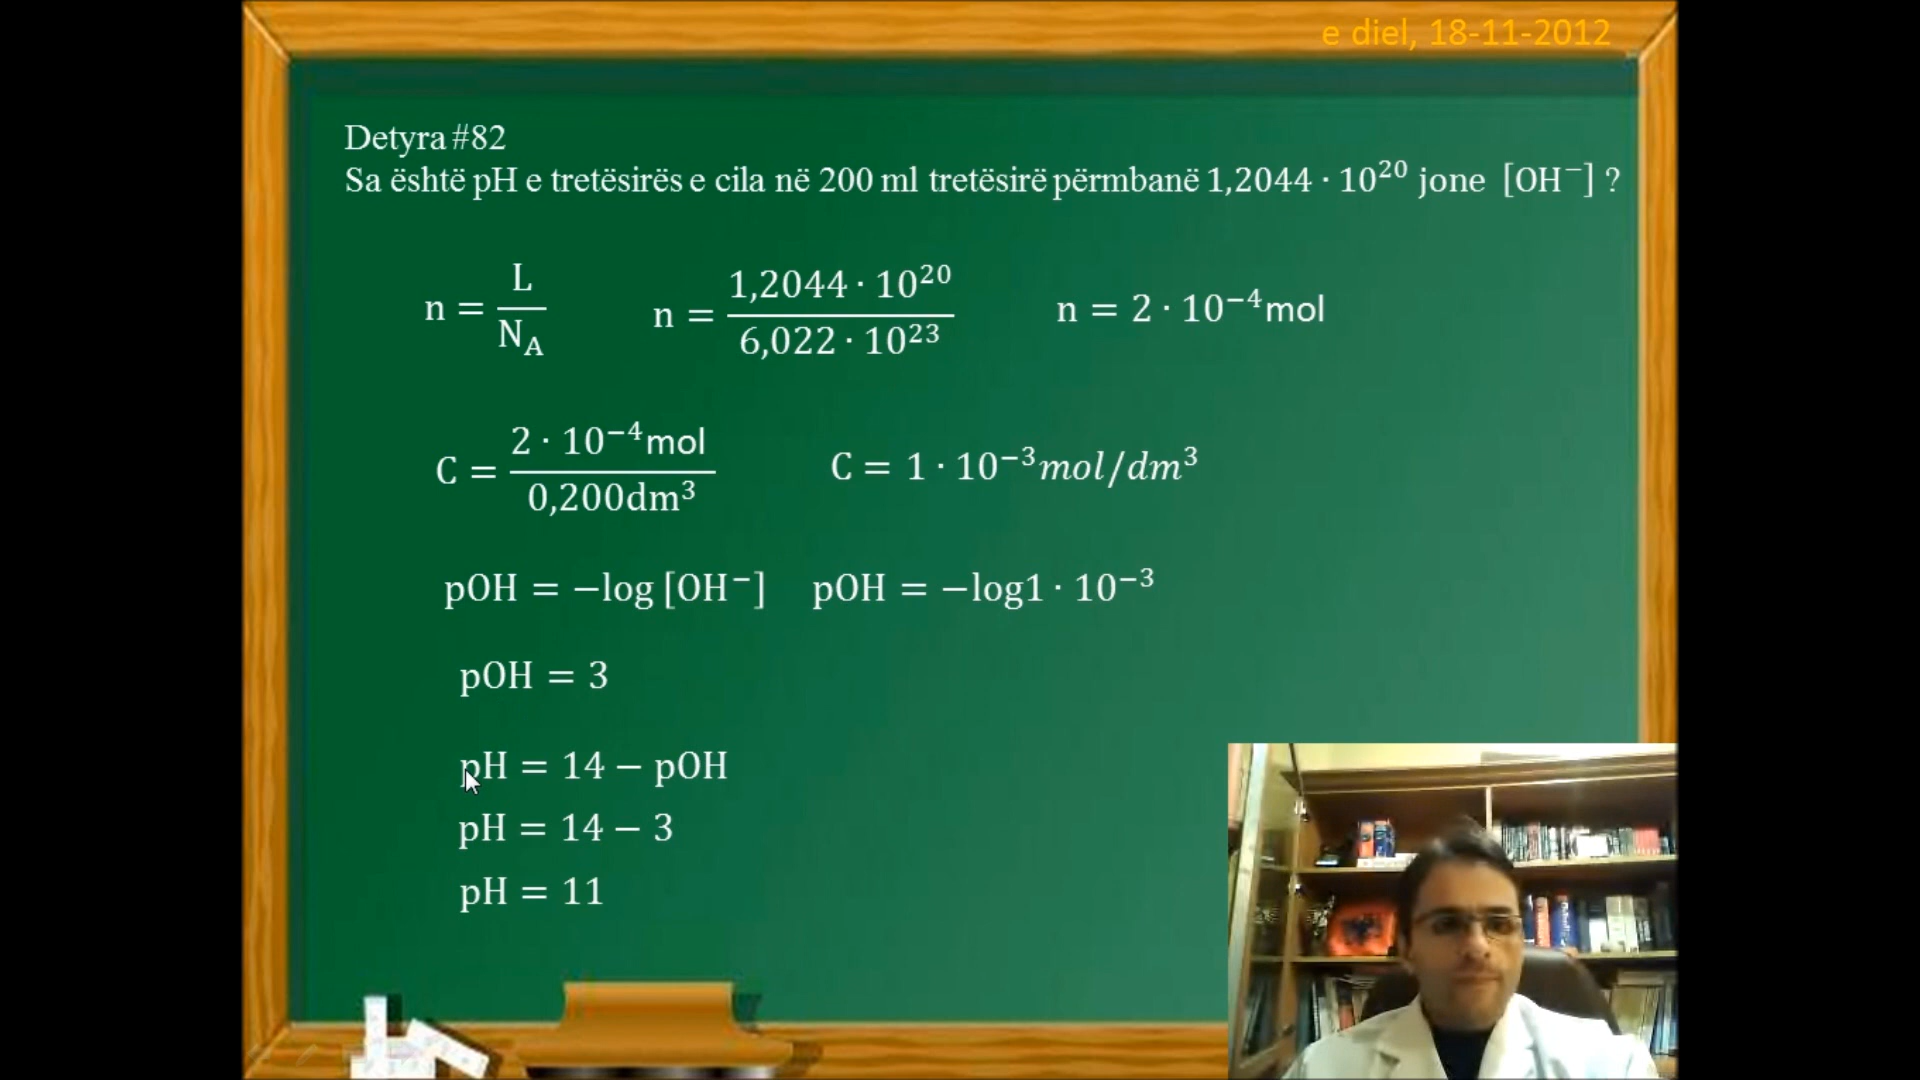 e diel, 18-11-2012
Detyra #82
Sa është pH e tretësirës e cila në 200 ml tretësirë përmbanë 1,2044 · 10²⁰ jone [OH⁻] ?
n = L/N_A    n = 1,2044 · 10²⁰ / 6,022 · 10²³    n = 2 · 10⁻⁴mol
C = 2 · 10⁻⁴mol / 0,200dm³    C = 1 · 10⁻³mol/dm³
pOH = −log [OH⁻]    pOH = −log1 · 10⁻³
pOH = 3
pH = 14 − pOH
pH = 14 − 3
pH = 11